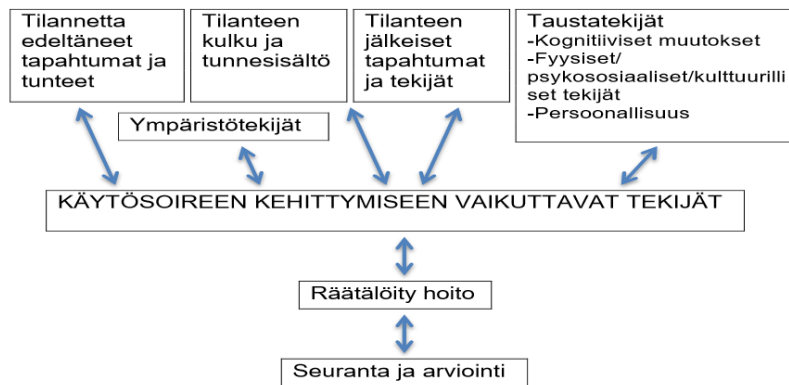 Tilannetta
edeltäneet
tapahtumat ja
tunteet
Tilanteen
kulku ja
tunnesisältö
Tilanteen
jälkeiset
tapahtumat
ja tekijät
Taustatekijät
-Kognitiiviset muutokset
-Fyysiset/
psykososiaaliset/kulttuurilli
set tekijät
-Persoonallisuus
Ympäristötekijät
KÄYTÖSOIREEN KEHITTYMISEEN VAIKUTTAVAT TEKIJÄT
Räätälöity hoito
Seuranta ja arviointi